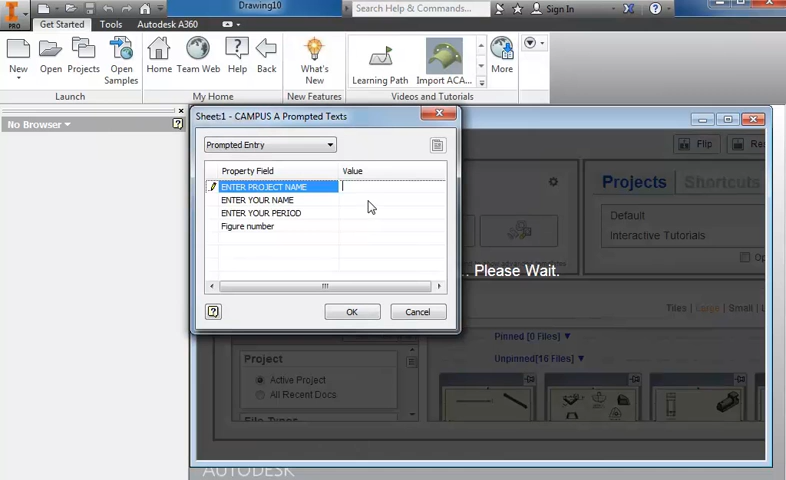 Drawing10
Search Help & Commands...
Sign In
PRO
Get Started
Tools
Autodesk A360
New
Open
Projects
Open Samples
Home
Team Web
Help
Back
What's New
Learning Path
Import ACA...
More
Launch
My Home
New Features
Videos and Tutorials
No Browser
Sheet:1 - CAMPUS A Prompted Texts
Prompted Entry
Property Field
Value
ENTER PROJECT NAME
ENTER YOUR NAME
ENTER YOUR PERIOD
Figure number
OK
Cancel
Flip
Projects
Shortcuts
Default
Interactive Tutorials
.. Please Wait.
Tiles | Large | Small |
Pinned [0 Files]
Unpinned[16 Files]
Project
Active Project
All Recent Docs
File Types
AUTODESK